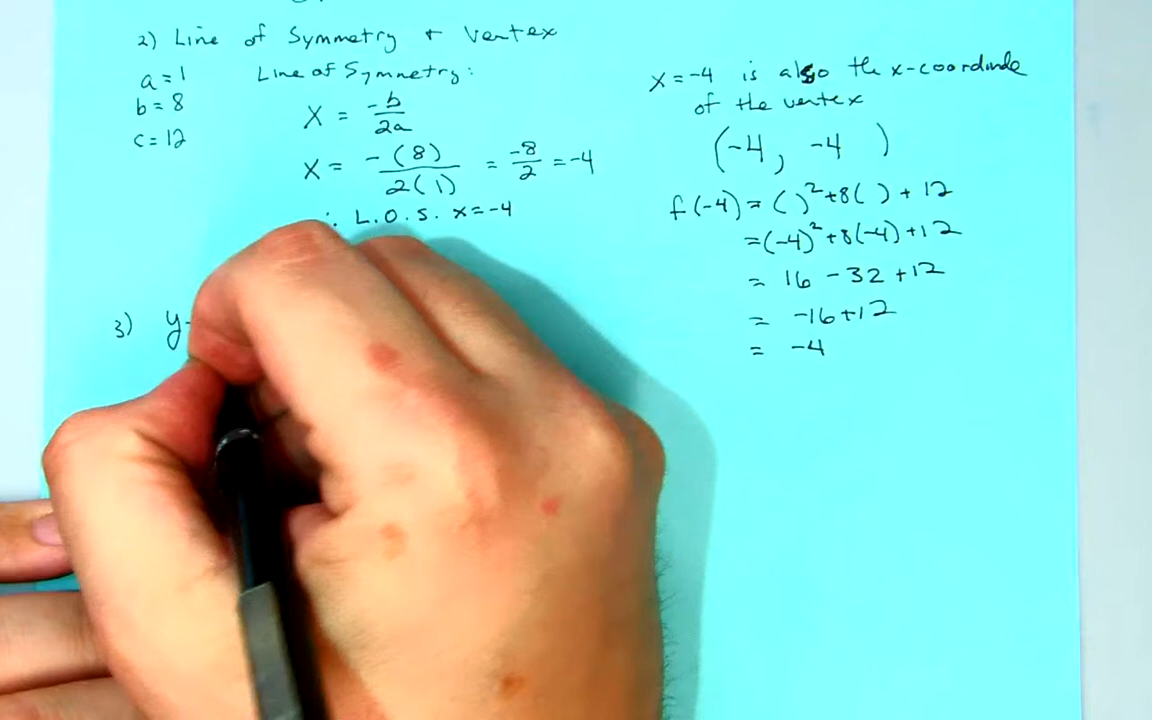 2) Line of Symmetry + Vertex
a = 1
b = 8
c = 12
Line of Symmetry:
X = -b/2a
X = -(8)/2(1) = -8/2 = -4
∴ L.O.S. x = -4
x = -4 is also the x-coordinate
of the vertex
(-4, -4 )
f(-4) = ( )² + 8( ) + 12
= (-4)² + 8(-4) + 12
= 16 - 32 + 12
= -16 + 12
= -4
3) y-